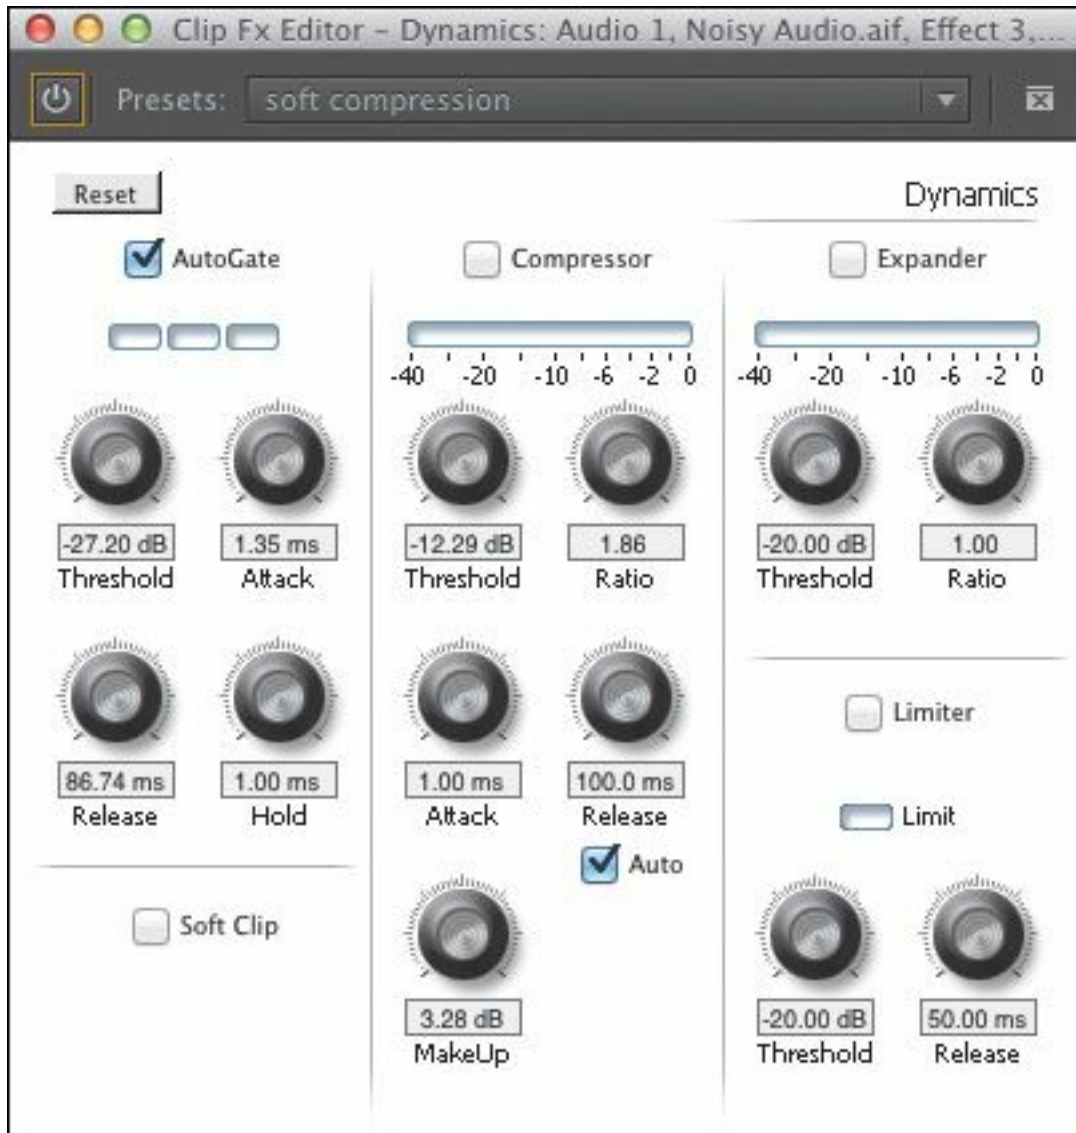 Clip Fx Editor - Dynamics: Audio 1, Noisy Audio.aif, Effect 3,...
Presets: soft compression
Reset
Dynamics
AutoGate
Compressor
Expander
-40 -20 -10 -6 -2 0
-40 -20 -10 -6 -2 0
-27.20 dB 1.35 ms -12.29 dB 1.86 -20.00 dB 1.00
Threshold Attack Threshold Ratio Threshold Ratio
Limiter
86.74 ms 1.00 ms 1.00 ms 100.0 ms
Release Hold Attack Release
Limit
Auto
Soft Clip
3.28 dB -20.00 dB 50.00 ms
MakeUp Threshold Release